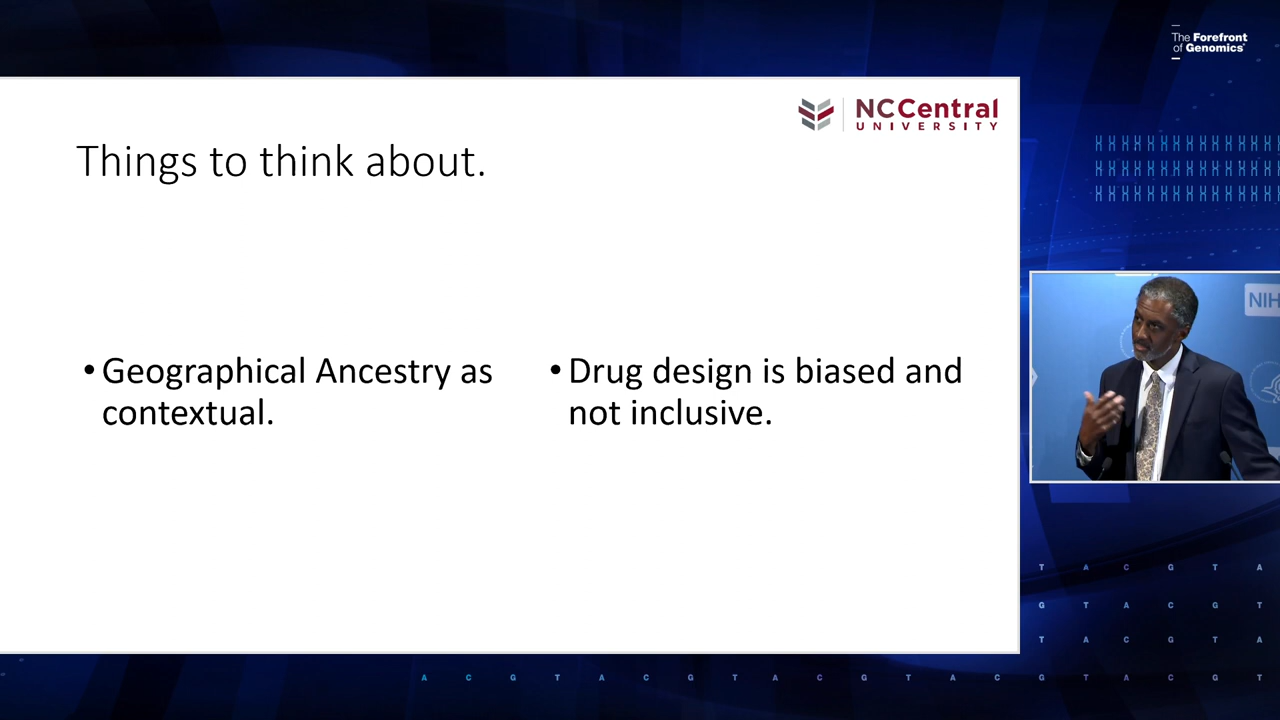 The Forefront
of Genomics®
NCCentral
UNIVERSITY
Things to think about.
• Geographical Ancestry as
contextual.
• Drug design is biased and
not inclusive.
NIH
T A C G T A
G T A C G T
T A C G T A
A C G T A C G T A C G T A C G T A C G T